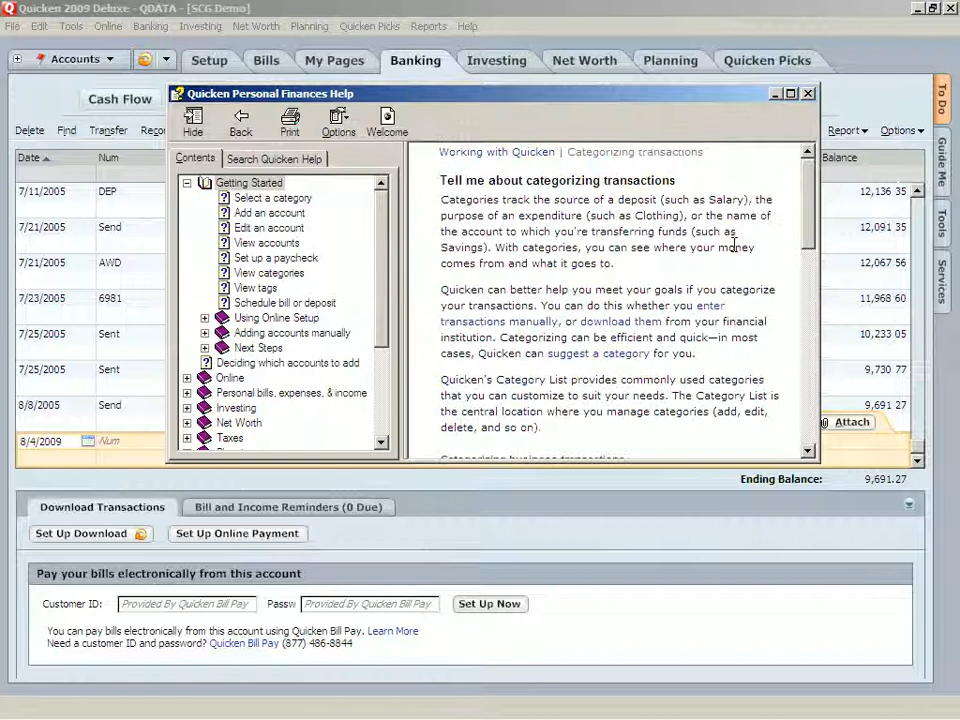 Quicken 2009 Deluxe - QDATA - [SCG Demo]
File Edit Tools Online Banking Investing Net Worth Planning Quicken Picks Reports Help
Accounts Setup Bills My Pages Banking Investing Net Worth Planning Quicken Picks
Cash Flow
Delete Find Transfer Report Options
Date Num Balance
7/11/2005 DEP 12,136 35
7/21/2005 Send 12,091 35
7/21/2005 AWD 12,067 56
7/23/2005 6981 11,968 60
7/25/2005 Sent 10,233 05
7/25/2005 Sent 9,730 77
8/8/2005 Send 9,691 27
8/4/2009 Num Attach
Quicken Personal Finances Help
Hide Back Print Options Welcome
Contents Search Quicken Help
Getting Started
Select a category
Add an account
Edit an account
View accounts
Set up a paycheck
View categories
View tags
Schedule bill or deposit
Using Online Setup
Adding accounts manually
Next Steps
Deciding which accounts to add
Online
Personal bills, expenses, & income
Investing
Net Worth
Taxes
Working with Quicken | Categorizing transactions
Tell me about categorizing transactions
Categories track the source of a deposit (such as Salary), the
purpose of an expenditure (such as Clothing), or the name of
the account to which you're transferring funds (such as
Savings). With categories, you can see where your money
comes from and what it goes to.
Quicken can better help you meet your goals if you categorize
your transactions. You can do this whether you enter
transactions manually, or download them from your financial
institution. Categorizing can be efficient and quick—in most
cases, Quicken can suggest a category for you.
Quicken's Category List provides commonly used categories
that you can customize to suit your needs. The Category List is
the central location where you manage categories (add, edit,
delete, and so on).
To Do
Guide Me
Tools
Services
Ending Balance: 9,691.27
Download Transactions Bill and Income Reminders (0 Due)
Set Up Download Set Up Online Payment
Pay your bills electronically from this account
Customer ID: Provided By Quicken Bill Pay Passw Provided By Quicken Bill Pay Set Up Now
You can pay bills electronically from this account using Quicken Bill Pay. Learn More
Need a customer ID and password? Quicken Bill Pay (877) 486-8844